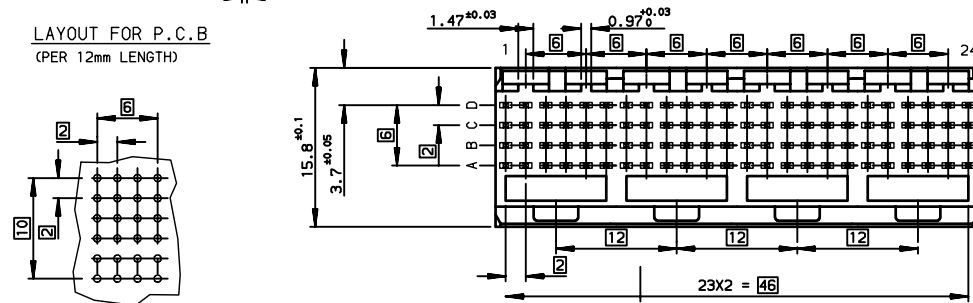 LAYOUT FOR P.C.B
(PER 12mm LENGTH)
6
2
10
2
1.47±0.03
0.97 +0.03 0
1
6 6 6 6 6 6 6
24
D
C
B
A
15.8±0.1
3.7±0.05
6
2
12 12 12
2
23X2 = 46